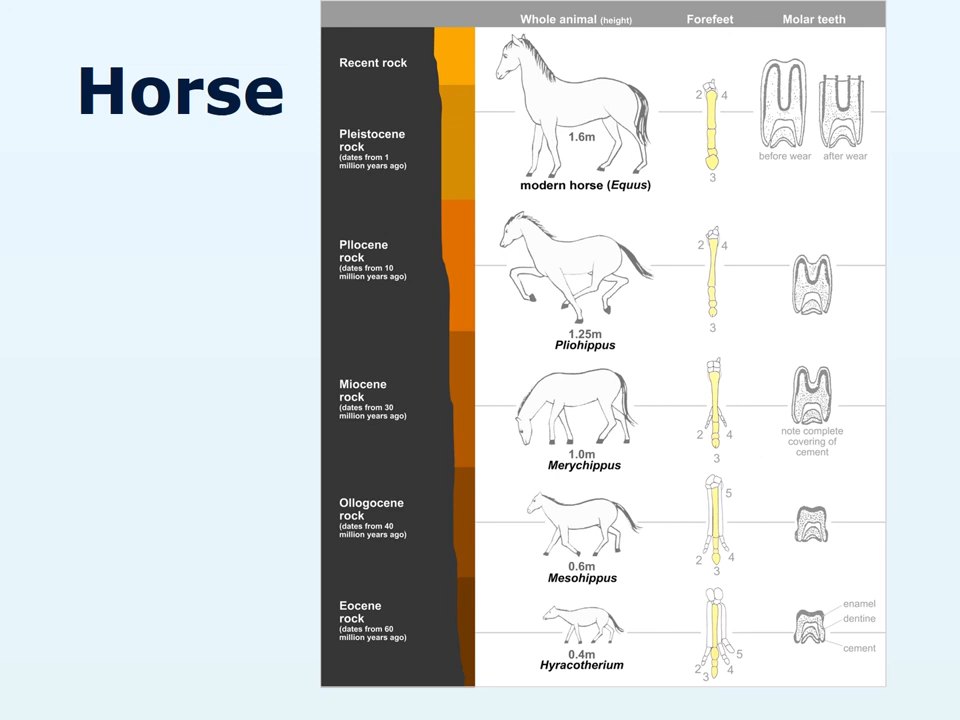 Horse
Whole animal (height) Forefeet Molar teeth
Recent rock
Pleistocene
rock
(dates from 1
million years ago)
1.6m
modern horse (Equus)
2 4
3
before wear after wear
Pllocene
rock
(dates from 10
million years ago)
1.25m
Pliohippus
2 4
3
Miocene
rock
(dates from 30
million years ago)
1.0m
Merychippus
2 4
3
note complete
covering of
cement
Ollogocene
rock
(dates from 40
million years ago)
0.6m
Mesohippus
5
2 4
3
Eocene
rock
(dates from 60
million years ago)
0.4m
Hyracotherium
5
2 4
3
enamel
dentine
cement